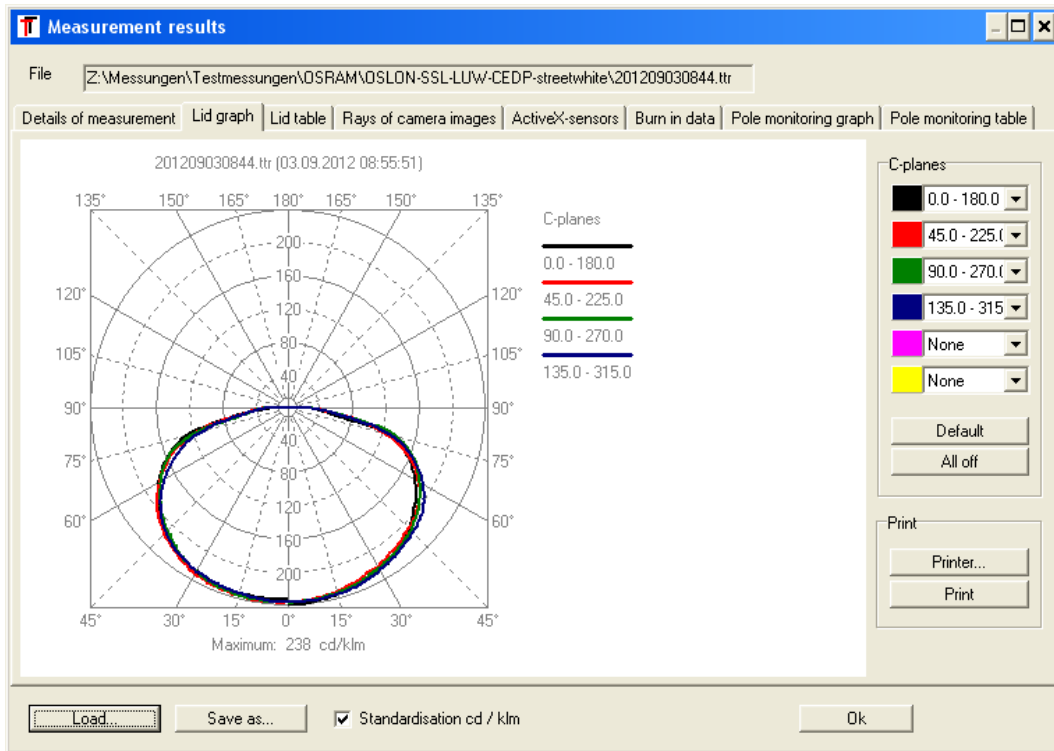 Measurement results
File Z:\Messungen\Testmessungen\OSRAM\OSLON-SSL-LUW-CEDP-streetwhite\201209030844.ttr
Details of measurement Lid graph Lid table Rays of camera images ActiveX-sensors Burn in data Pole monitoring graph Pole monitoring table
201209030844.ttr (03.09.2012 08:55:51)
135° 150° 165° 180° 165° 150° 135°
200
160
120° 120°
105° 80 105°
40
90° 90°
40
75° 80 75°
60° 120 60°
160
200
45° 30° 15° 0° 15° 30° 45°
Maximum: 238 cd/klm
C-planes
0.0 - 180.0
45.0 - 225.0
90.0 - 270.0
135.0 - 315.0
C-planes
0.0 - 180.0
45.0 - 225.(
90.0 - 270.(
135.0 - 315
None
None
Default
All off
Print
Printer...
Print
Load... Save as... Standardisation cd / klm Ok